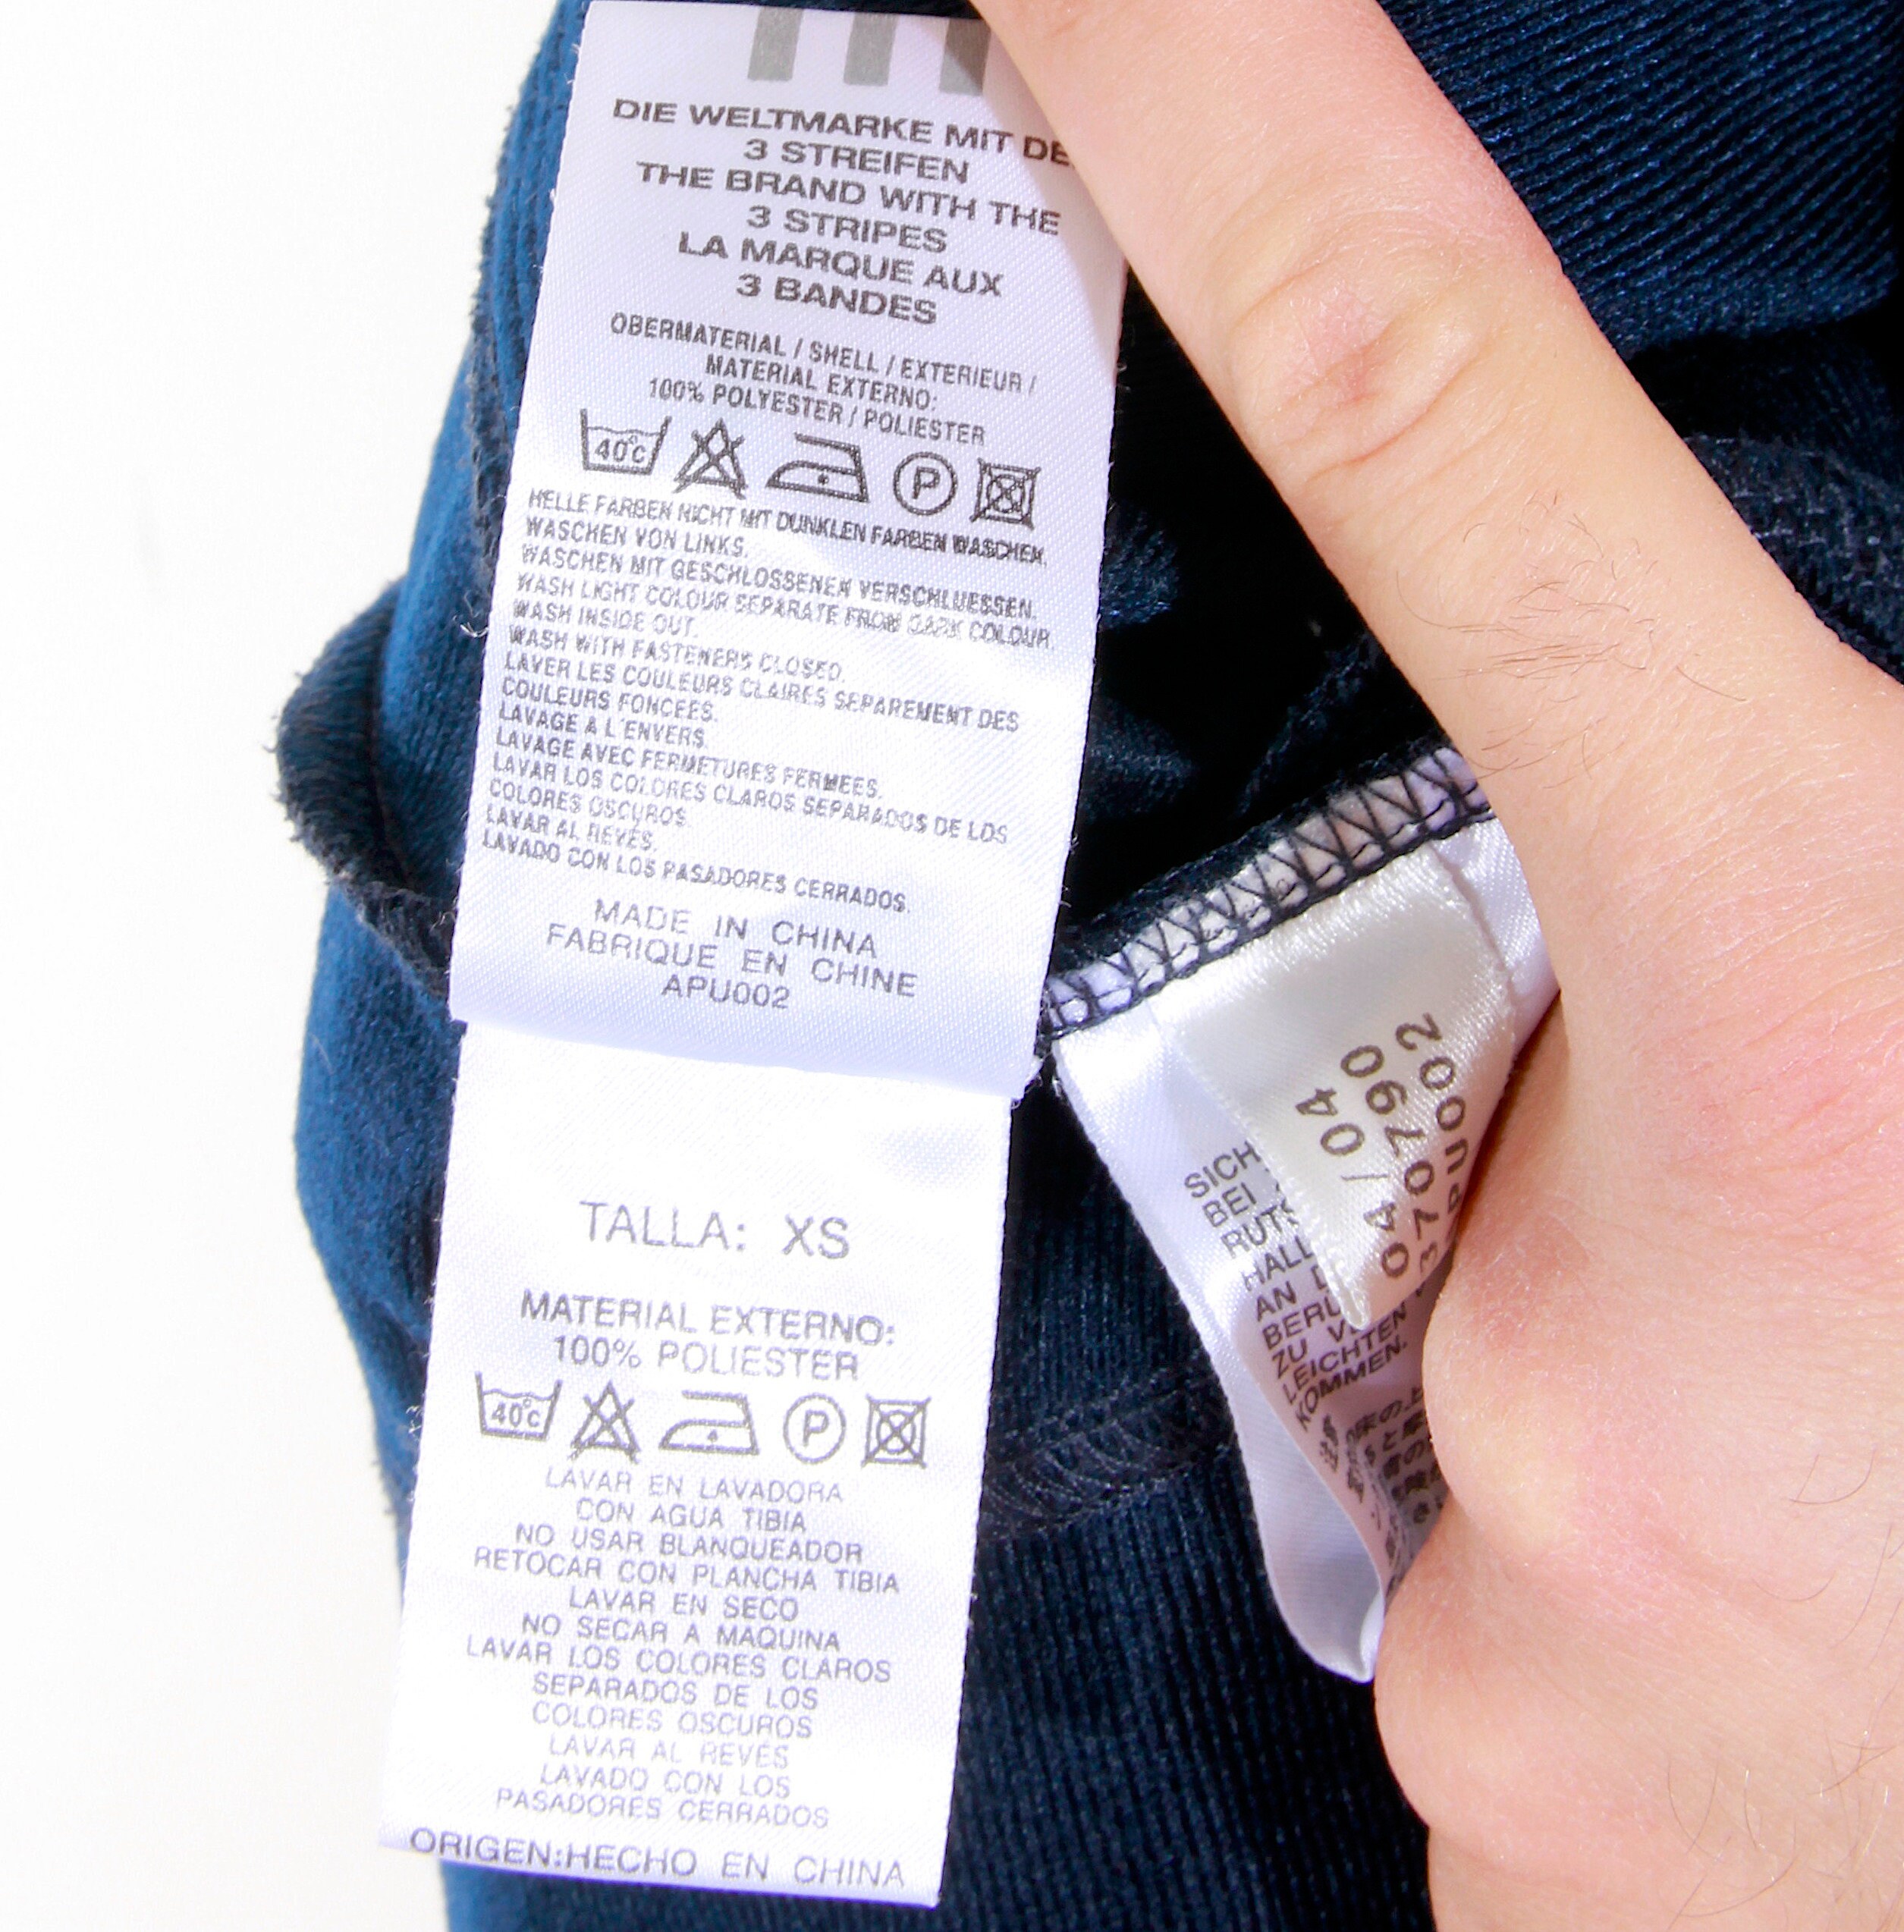 DIE WELTMARKE MIT DE
3 STREIFEN
THE BRAND WITH THE
3 STRIPES
LA MARQUE AUX
3 BANDES
OBERMATERIAL / SHELL / EXTERIEUR /
MATERIAL EXTERNO:
100% POLYESTER / POLIESTER
40°C P
HELLE FARBEN NICHT MIT DUNKLEN FARBEN WASCHEN.
WASCHEN VON LINKS.
WASCHEN MIT GESCHLOSSENEN VERSCHLUESSEN.
WASH LIGHT COLOUR SEPARATE FROM DARK COLOUR.
WASH INSIDE OUT.
WASH WITH FASTENERS CLOSED.
LAVER LES COULEURS CLAIRES SEPAREMENT DES
COULEURS FONCEES.
LAVAGE A L'ENVERS.
LAVAGE AVEC FERMETURES FERMEES.
LAVAR LOS COLORES CLAROS SEPARADOS DE LOS
COLORES OSCUROS.
LAVAR AL REVÉS.
LAVADO CON LOS PASADORES CERRADOS.
MADE IN CHINA
FABRIQUE EN CHINE
APU002
TALLA: XS
MATERIAL EXTERNO:
100% POLIESTER
40°C P
LAVAR EN LAVADORA
CON AGUA TIBIA
NO USAR BLANQUEADOR
RETOCAR CON PLANCHA TIBIA
LAVAR EN SECO
NO SECAR A MAQUINA
LAVAR LOS COLORES CLAROS
SEPARADOS DE LOS
COLORES OSCUROS
LAVAR AL REVÉS
LAVADO CON LOS
PASADORES CERRADOS
ORIGEN:HECHO EN CHINA
04/04
370790
PU002
SICH
BEI
RUTS
HALL
AN D
BERÜ
ZU V
LEICHTEN
KOMMEN.